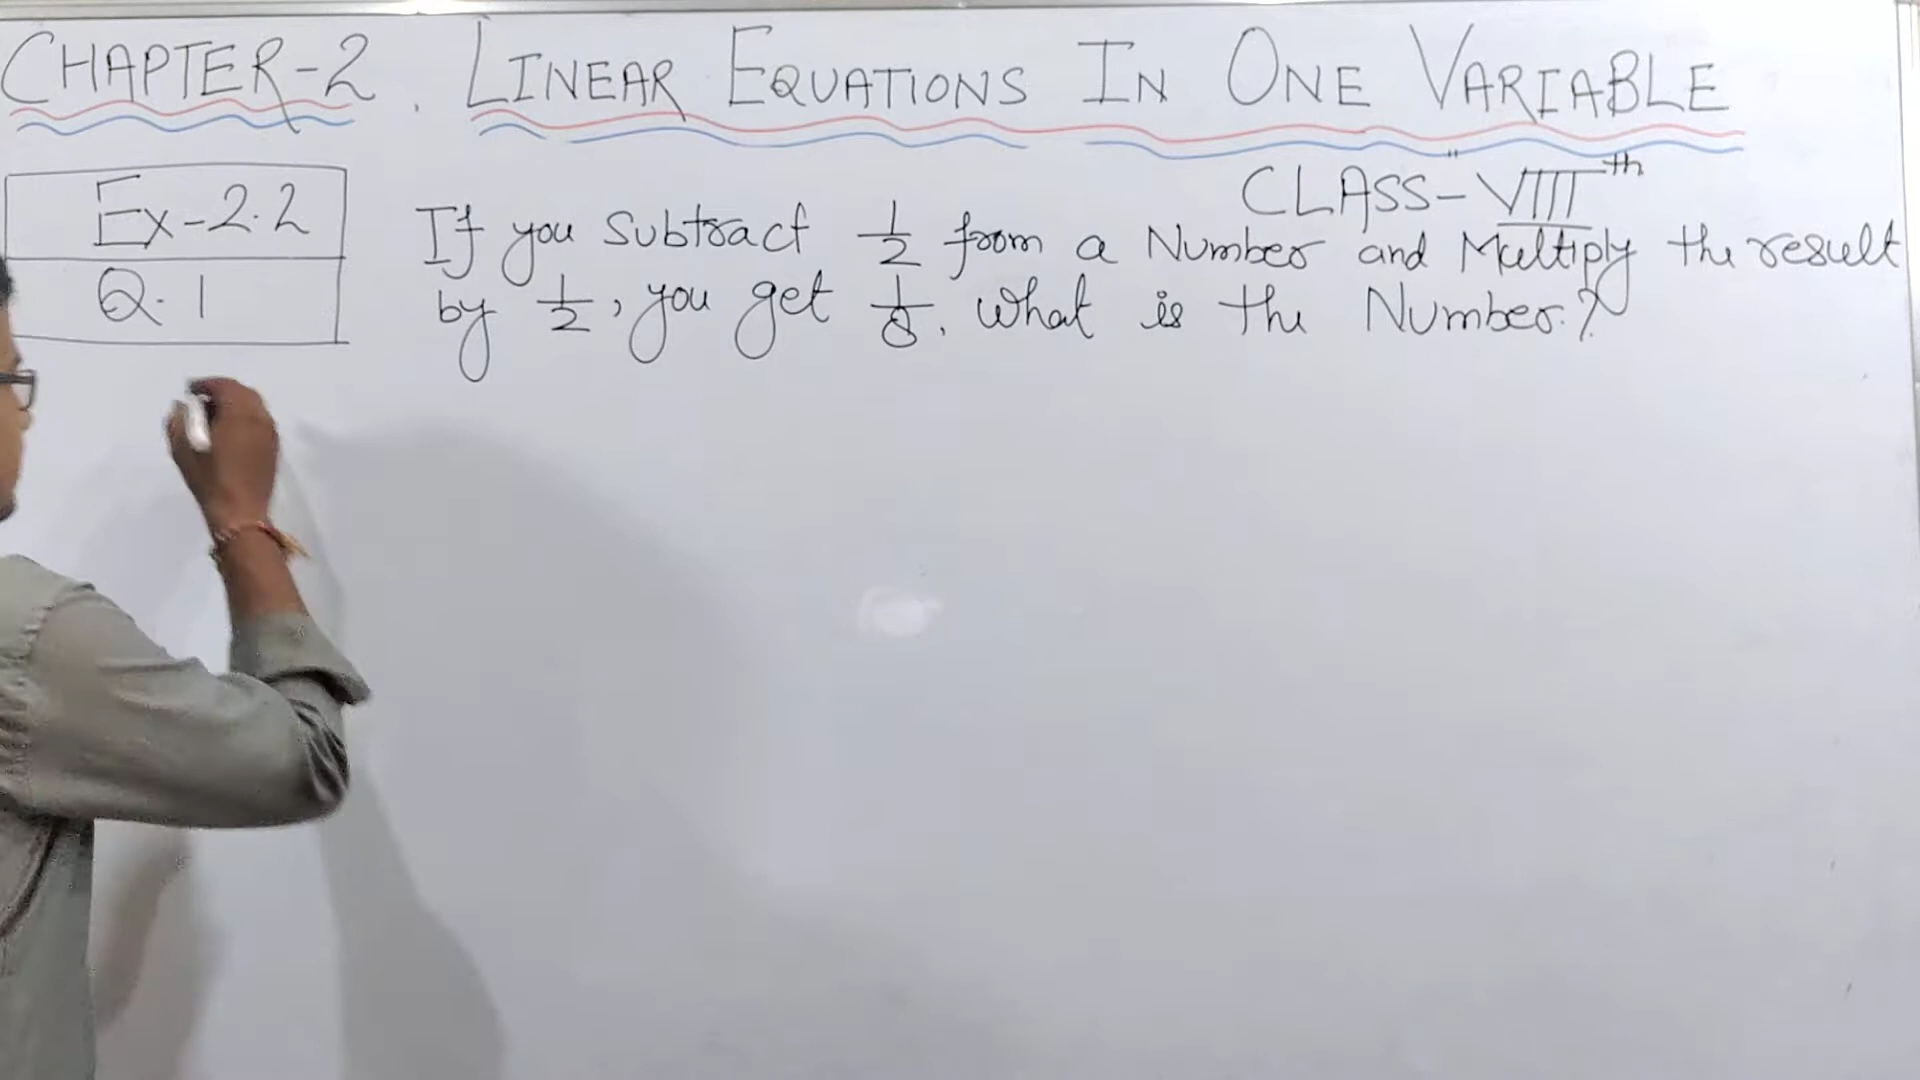 CHAPTER-2. LINEAR EQUATIONS IN ONE VARIABLE
CLASS-VIIIth
Ex-2.2
Q.1
If you Subtract 1/2 from a Number and Multiply the result
by 1/2, you get 1/8. What is the Number.?